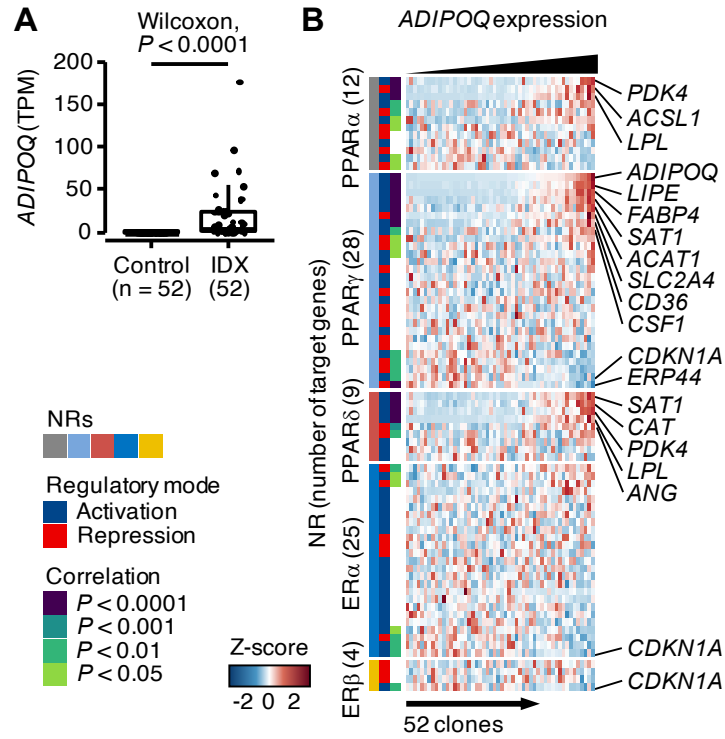 A
Wilcoxon,
P < 0.0001
ADIPOQ (TPM)
200
150
100
50
0
Control
(n = 52)
IDX
(52)
NRs
Regulatory mode
Activation
Repression
Correlation
P < 0.0001
P < 0.001
P < 0.01
P < 0.05
Z-score
-2 0 2
B
ADIPOQ expression
NR (number of target genes)
PPARα (12)
PPARγ (28)
PPARδ (9)
ERα (25)
ERβ (4)
PDK4
ACSL1
LPL
ADIPOQ
LIPE
FABP4
SAT1
ACAT1
SLC2A4
CD36
CSF1
CDKN1A
ERP44
SAT1
CAT
PDK4
LPL
ANG
CDKN1A
CDKN1A
52 clones